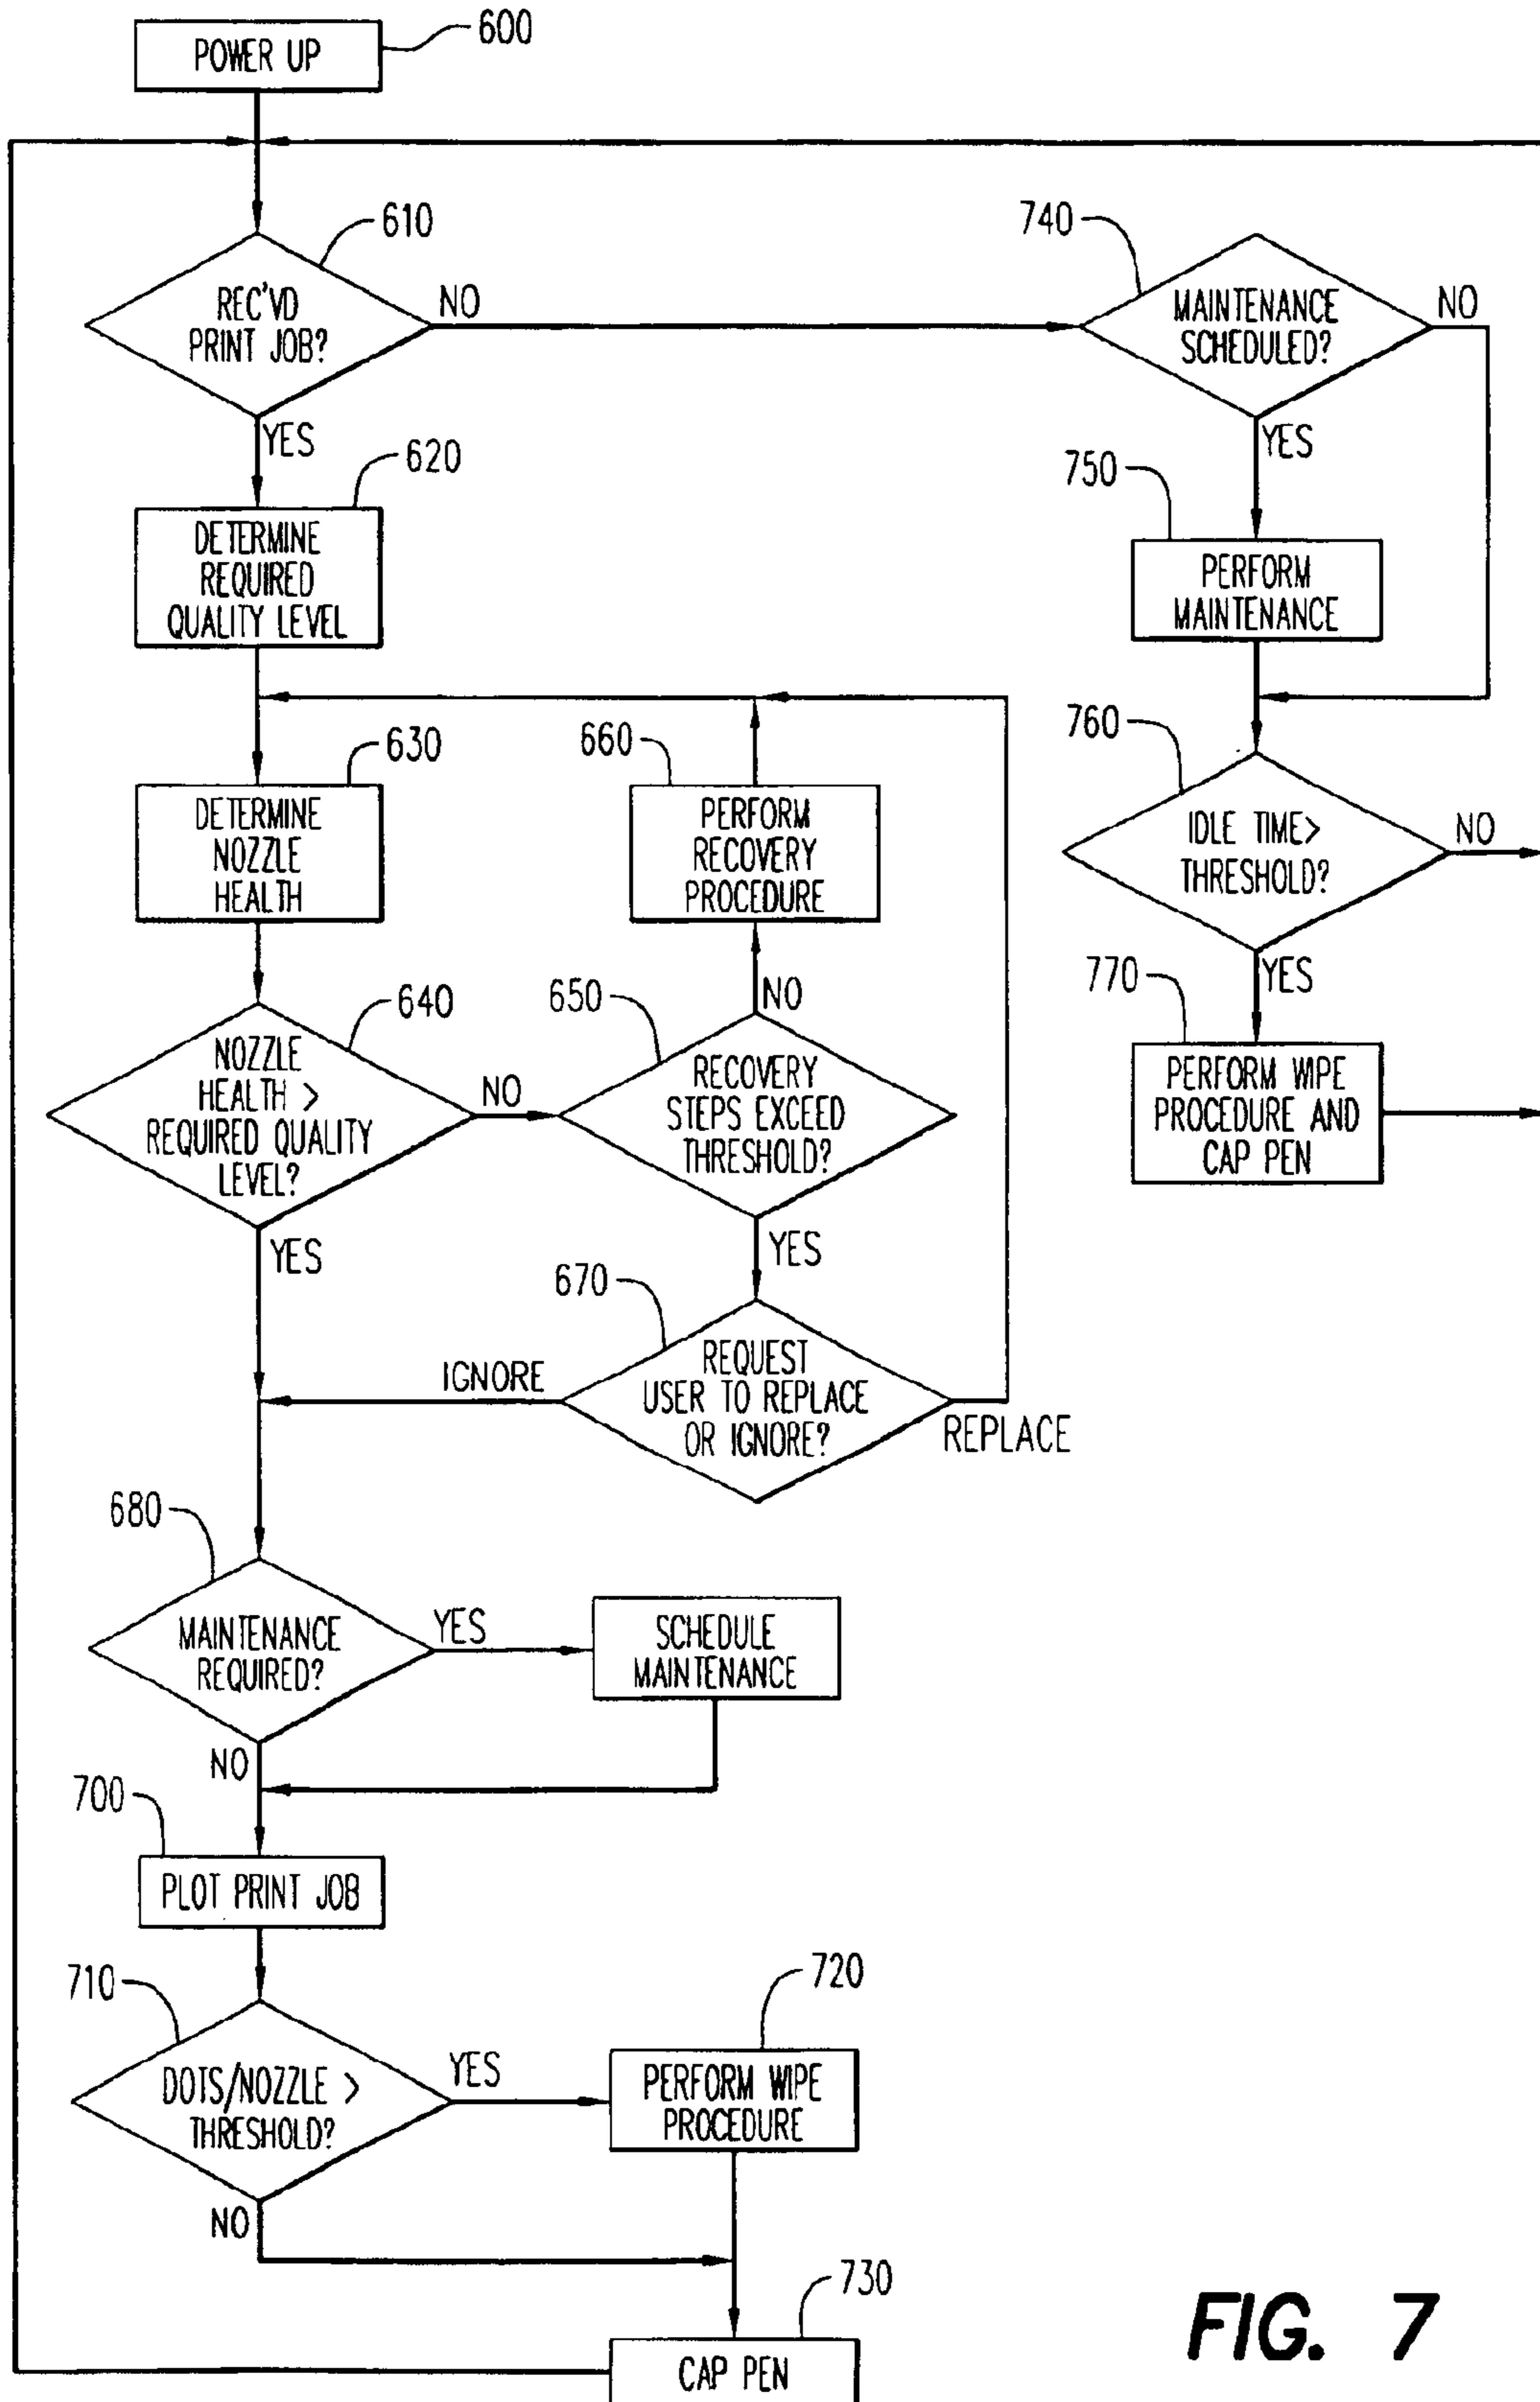 POWER UP
600
610
REC'VD
PRINT JOB?
NO
YES
740
MAINTENANCE
SCHEDULED?
NO
YES
620
DETERMINE
REQUIRED
QUALITY LEVEL
750
PERFORM
MAINTENANCE
630
DETERMINE
NOZZLE
HEALTH
660
PERFORM
RECOVERY
PROCEDURE
760
IDLE TIME>
THRESHOLD?
NO
YES
640
NOZZLE
HEALTH >
REQUIRED QUALITY
LEVEL?
NO
YES
650
NO
RECOVERY
STEPS EXCEED
THRESHOLD?
YES
770
PERFORM WIPE
PROCEDURE AND
CAP PEN
670
REQUEST
USER TO REPLACE
OR IGNORE?
IGNORE
REPLACE
680
MAINTENANCE
REQUIRED?
YES
NO
SCHEDULE
MAINTENANCE
700
PLOT PRINT JOB
710
DOTS/NOZZLE >
THRESHOLD?
YES
NO
720
PERFORM WIPE
PROCEDURE
730
CAP PEN
FIG. 7